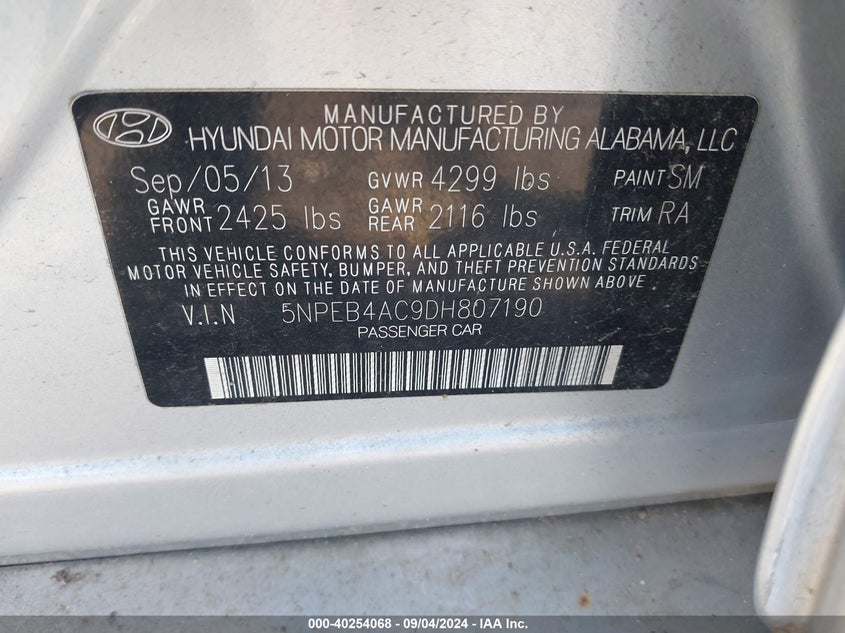 MANUFACTURED BY
HYUNDAI MOTOR MANUFACTURING ALABAMA, LLC
Sep/05/13 GVWR 4299 lbs PAINT SM
GAWR FRONT 2425 lbs GAWR REAR 2116 lbs TRIM RA
THIS VEHICLE CONFORMS TO ALL APPLICABLE U.S.A. FEDERAL
MOTOR VEHICLE SAFETY, BUMPER, AND THEFT PREVENTION STANDARDS
IN EFFECT ON THE DATE OF MANUFACTURE SHOWN ABOVE.
V.I.N 5NPEB4AC9DH807190
PASSENGER CAR
000-40254068 - 09/04/2024 - IAA Inc.